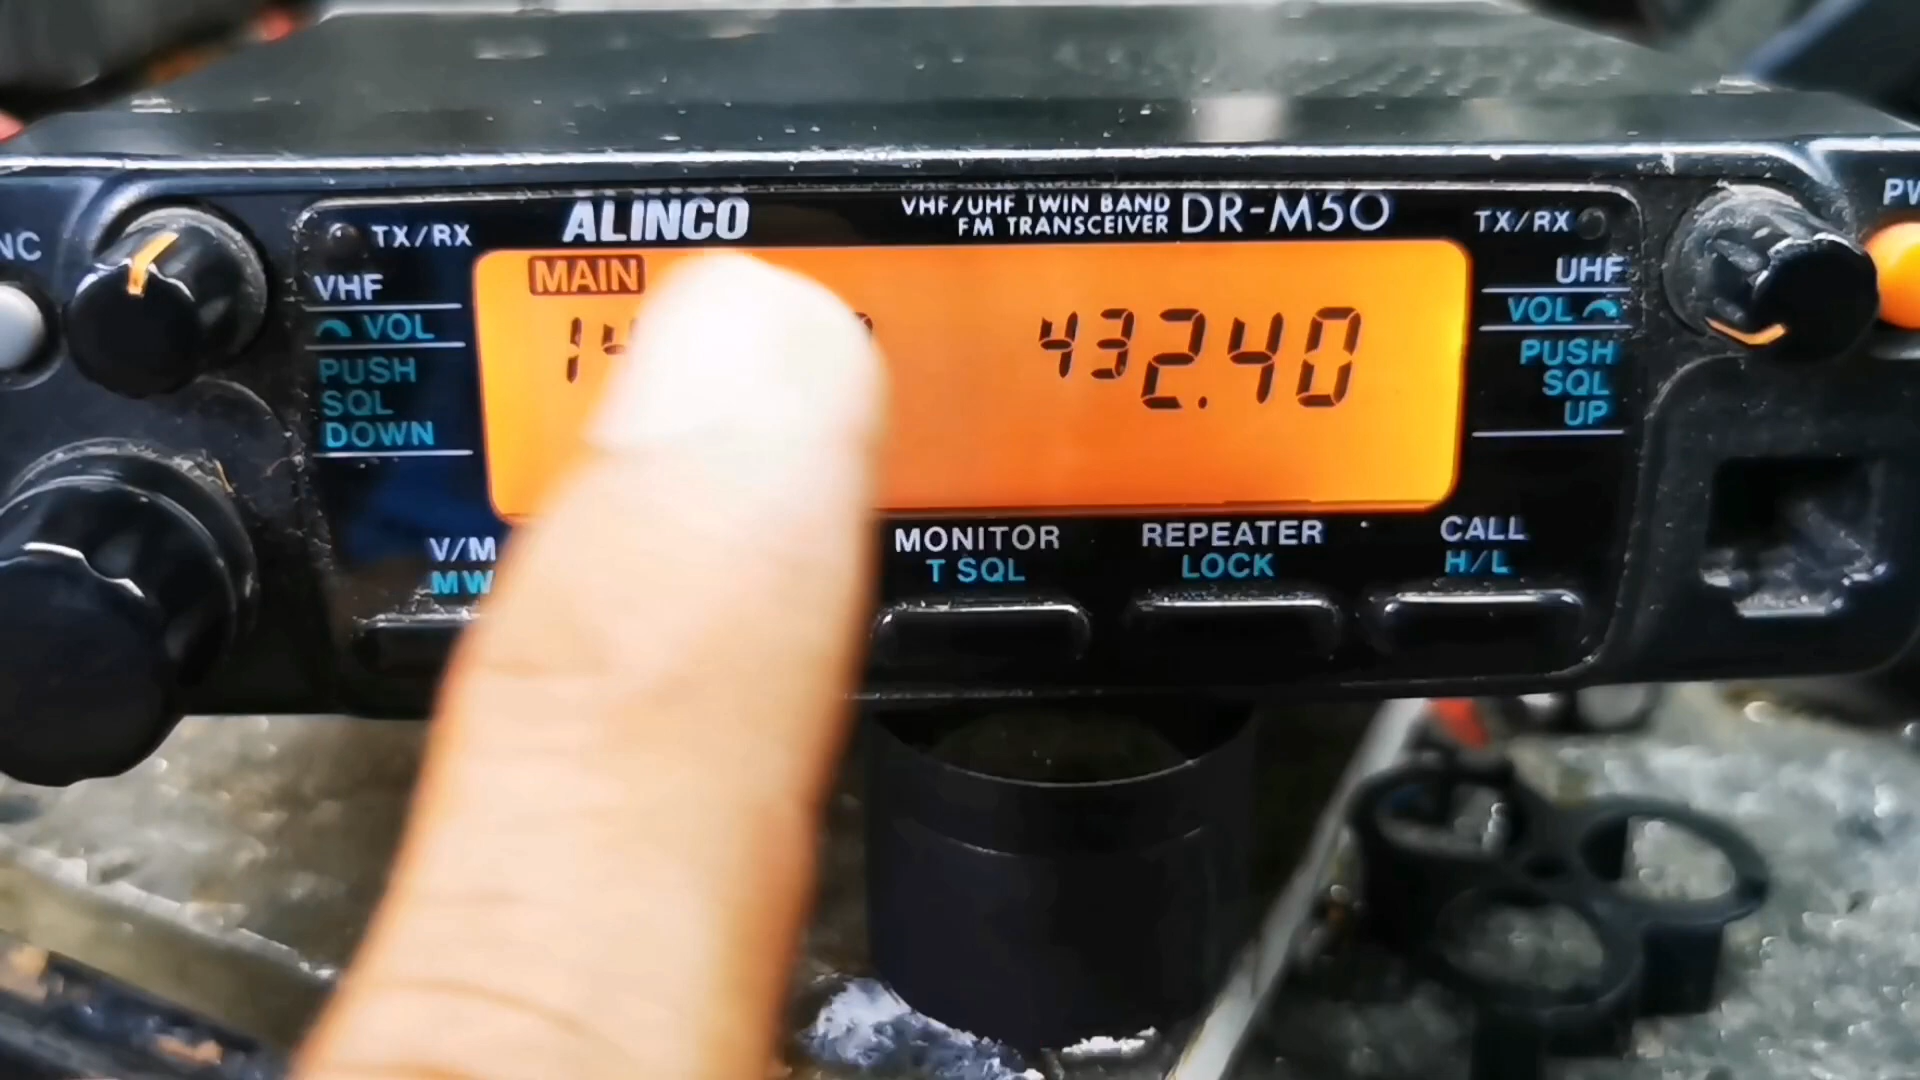 ALINCO
VHF/UHF TWIN BAND
FM TRANSCEIVER DR-M50
TX/RX
VHF
VOL
PUSH
SQL
DOWN
MAIN
432.40
TX/RX
UHF
VOL
PUSH
SQL
UP
V/M
MW
MONITOR
T SQL
REPEATER
LOCK
CALL
H/L